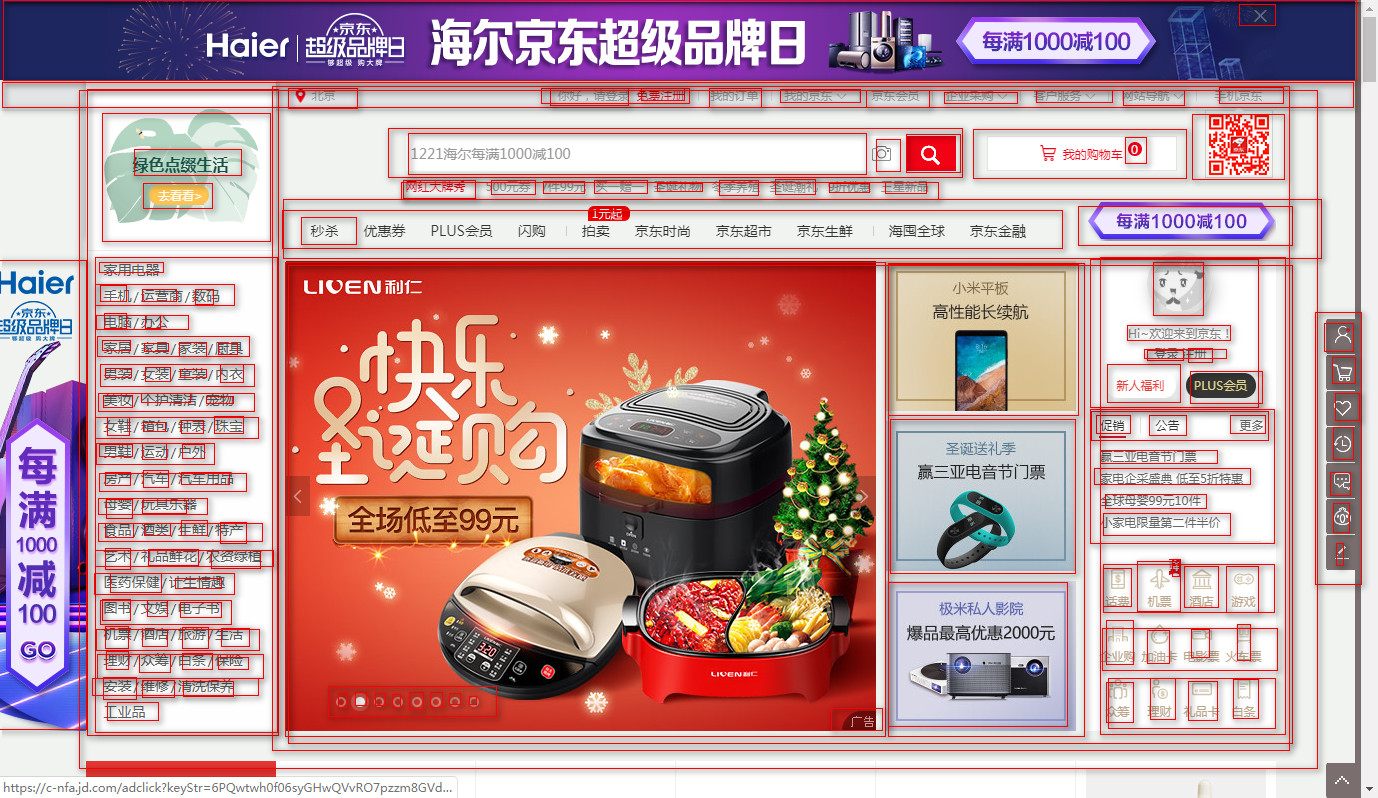 Haier 京东超级品牌日 够超级 购大牌 海尔京东超级品牌日 每满1000减100
北京 你好，请登录 免费注册 我的订单 我的京东 京东会员 企业采购 客户服务 网站导航 手机京东
绿色点缀生活
去看看>
1221海尔每满1000减100
我的购物车 0
网红大牌秀 500元券 7件99元 买一赠一 圣诞礼物 冬季养殖 圣诞潮礼 9折优惠 王皇新品
1元起
秒杀 优惠券 PLUS会员 闪购 拍卖 京东时尚 京东超市 京东生鲜 海囤全球 京东金融
每满1000减100
Haier
京东
超级品牌日
每满1000减100
GO
家用电器
手机/运营商/数码
电脑/办公
家居/家具/家装/厨具
男装/女装/童装/内衣
美妆/个护清洁/宠物
女鞋/箱包/钟表/珠宝
男鞋/运动/户外
房产/汽车/汽车用品
母婴/玩具乐器
食品/酒类/生鲜/特产
艺术/礼品鲜花/农资绿植
医药保健/计生情趣
图书/文娱/电子书
机票/酒店/旅游/生活
理财/众筹/白条/保险
安装/维修/清洗保养
工业品
LIVEN利仁
快乐
圣诞购
全场低至99元
320
LIVEN利仁
广告
小米平板
高性能长续航
圣诞送礼季
赢三亚电音节门票
极米私人影院
爆品最高优惠2000元
Hi~欢迎来到京东！
登录 注册
新人福利 PLUS会员
促销 公告 更多
赢三亚电音节门票
家电企采盛典 低至5折特惠
全球母婴99元10件
小家电限量第二件半价
话费 机票 酒店 游戏
企业购 加油卡 电影票 火车票
众筹 理财 礼品卡 白条
https://c-nfa.jd.com/adclick?keyStr=6PQwtwh0f06syGHwQVvRO7pzzm8GVd...